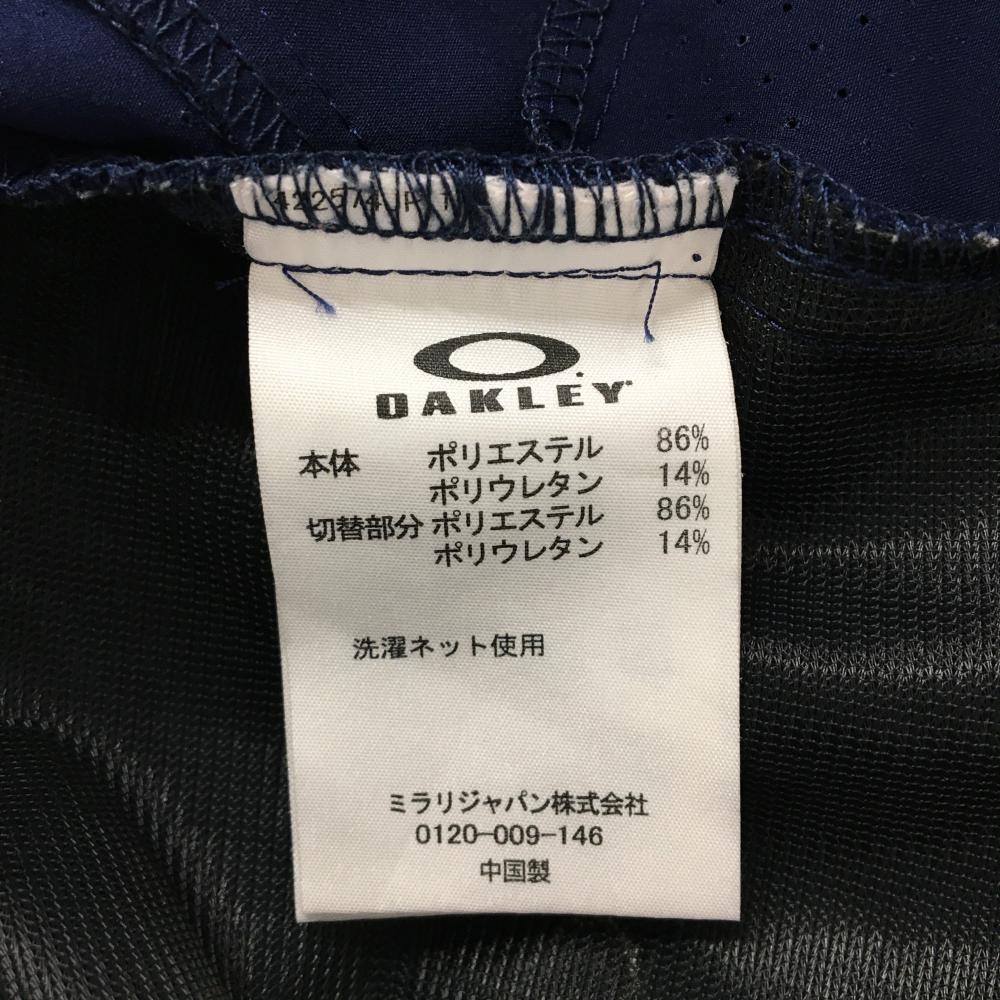 422574 P 1
OAKLEY
本体 ポリエステル 86%
ポリウレタン 14%
切替部分 ポリエステル 86%
ポリウレタン 14%
洗濯ネット使用
ミラリジャパン株式会社
0120-009-146
中国製